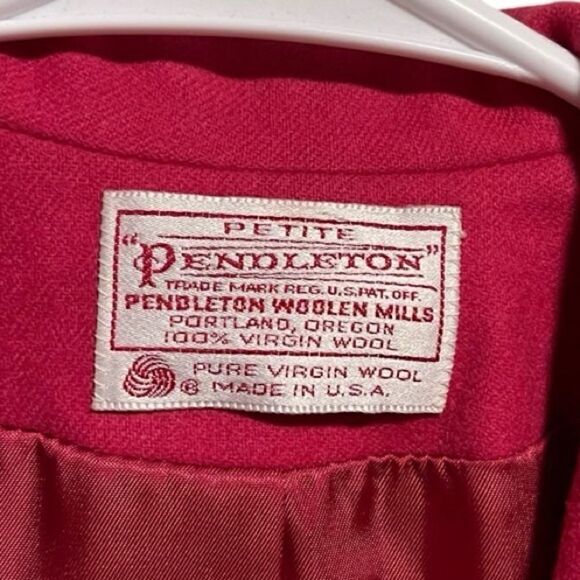 PETITE
"PENDLETON"
TRADE MARK REG. U.S. PAT. OFF.
PENDLETON WOOLEN MILLS
PORTLAND, OREGON
100% VIRGIN WOOL
PURE VIRGIN WOOL
® MADE IN U.S.A.